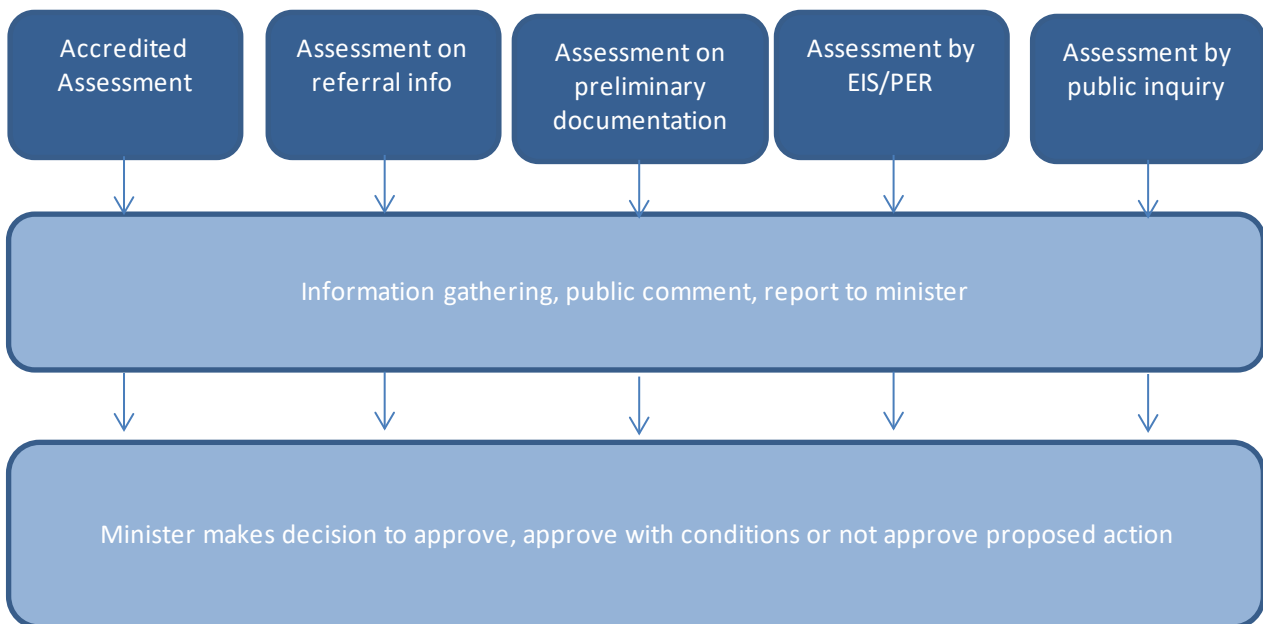 Accredited
Assessment
Assessment on
referral info
Assessment on
preliminary
documentation
Assessment by
EIS/PER
Assessment by
public inquiry
Information gathering, public comment, report to minister
Minister makes decision to approve, approve with conditions or not approve proposed action